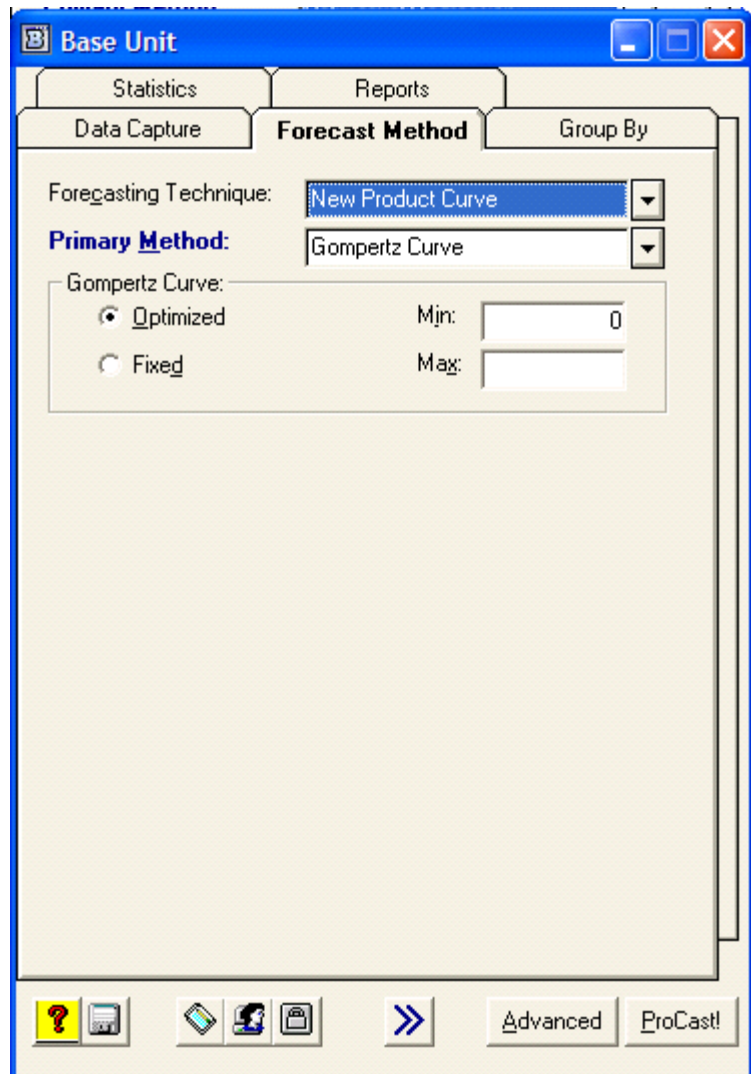 Base Unit
Statistics Reports
Data Capture Forecast Method Group By
Forecasting Technique: New Product Curve
Primary Method: Gompertz Curve
Gompertz Curve:
Optimized Min: 0
Fixed Max:
? Advanced ProCast!